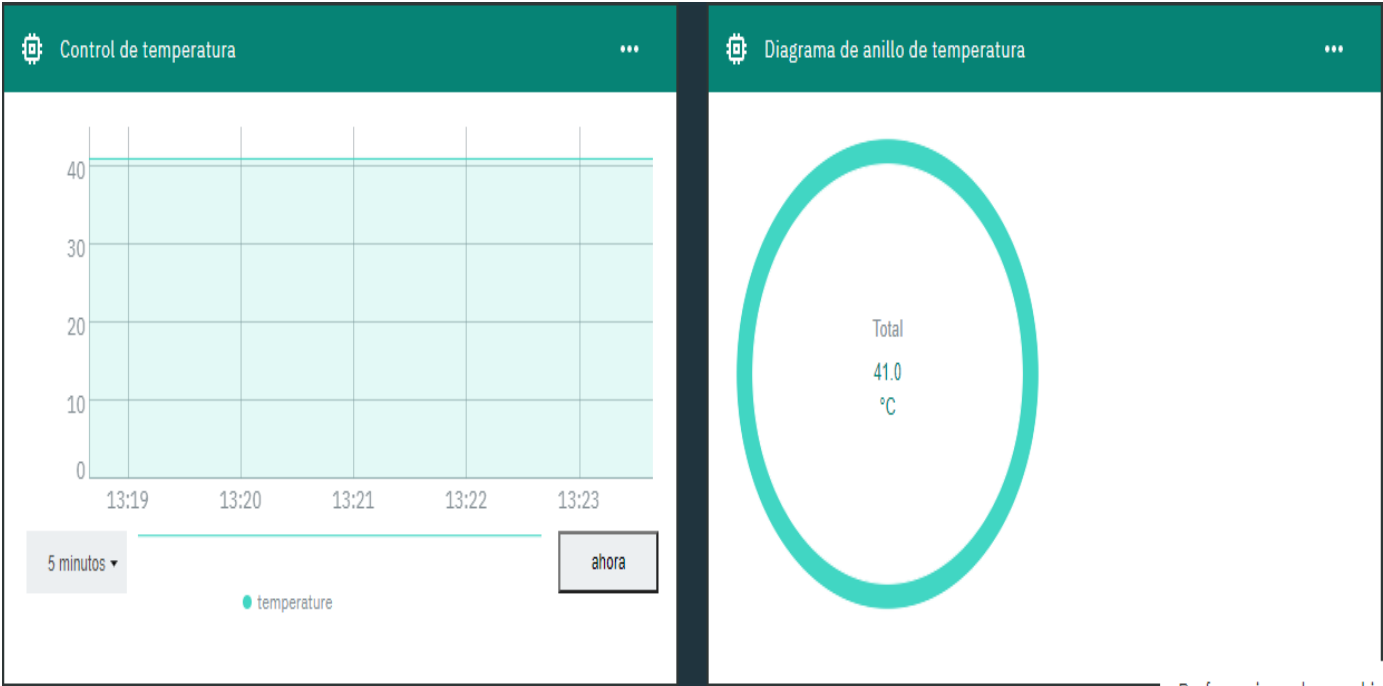 Control de temperatura
Diagrama de anillo de temperatura
40
30
20
10
0
13:19 13:20 13:21 13:22 13:23
5 minutos
ahora
temperature
Total
41.0
°C